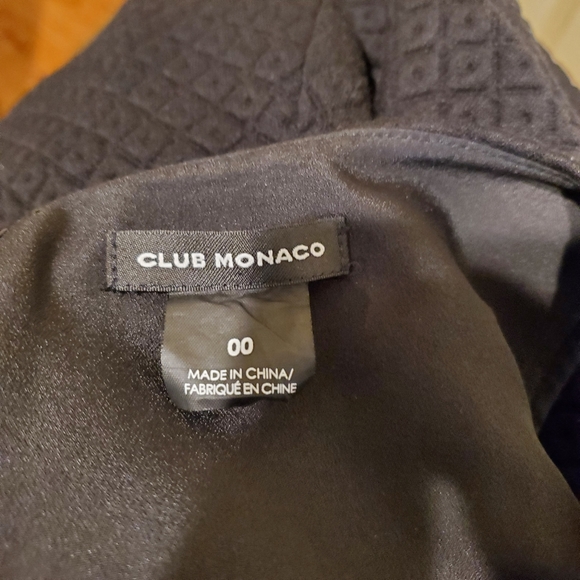 CLUB MONACO
00
MADE IN CHINA/
FABRIQUÉ EN CHINE